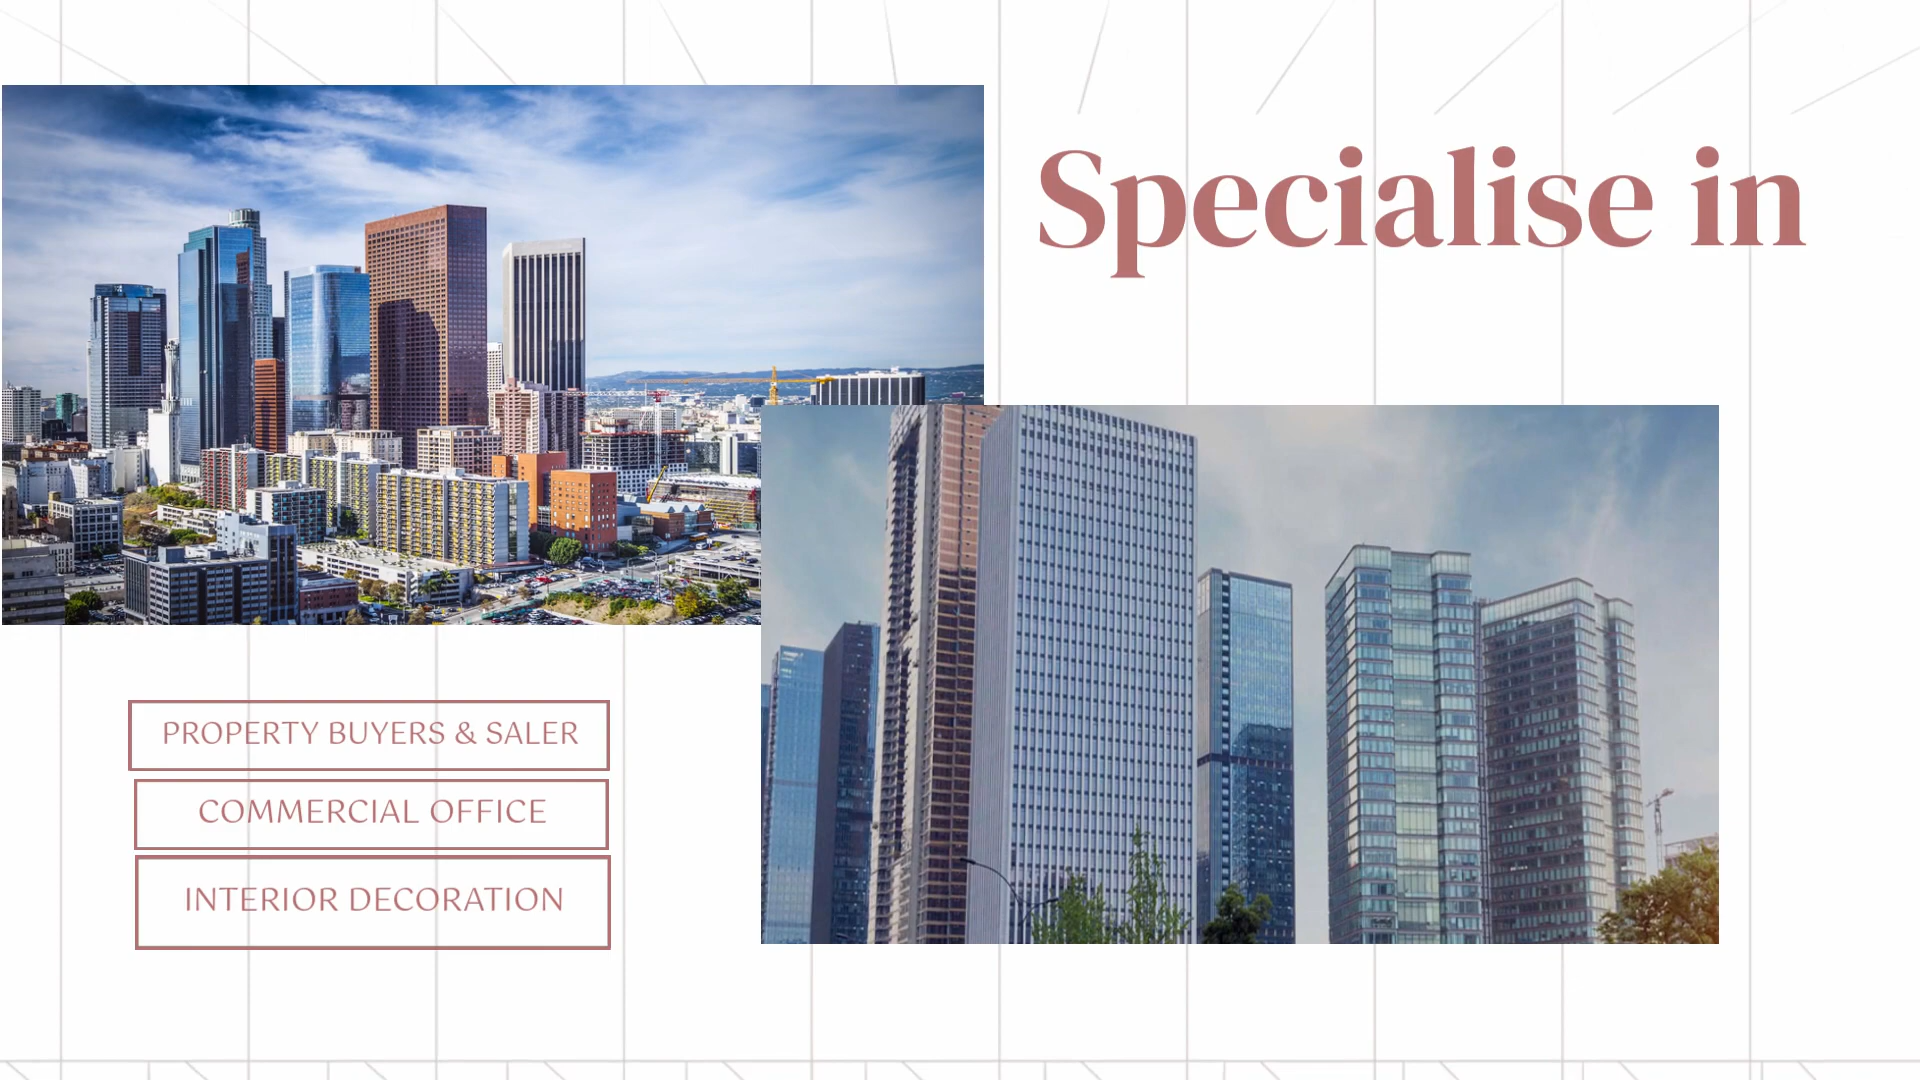 Specialise in
PROPERTY BUYERS & SALER
COMMERCIAL OFFICE
INTERIOR DECORATION